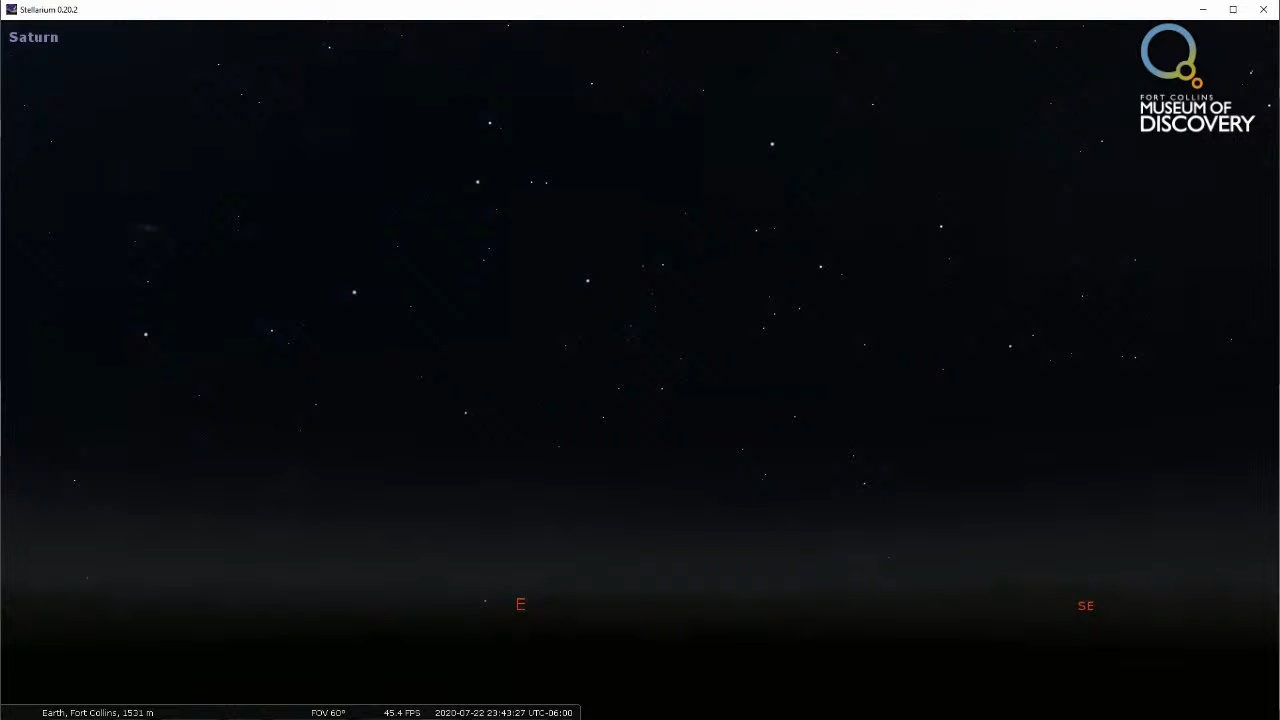 Stellarium 0.20.2
Saturn
FORT COLLINS
MUSEUM OF
DISCOVERY
E
SE
Earth, Fort Collins, 1531 m FOV 60° 45.4 FPS 2020-07-22 23:43:27 UTC-06:00